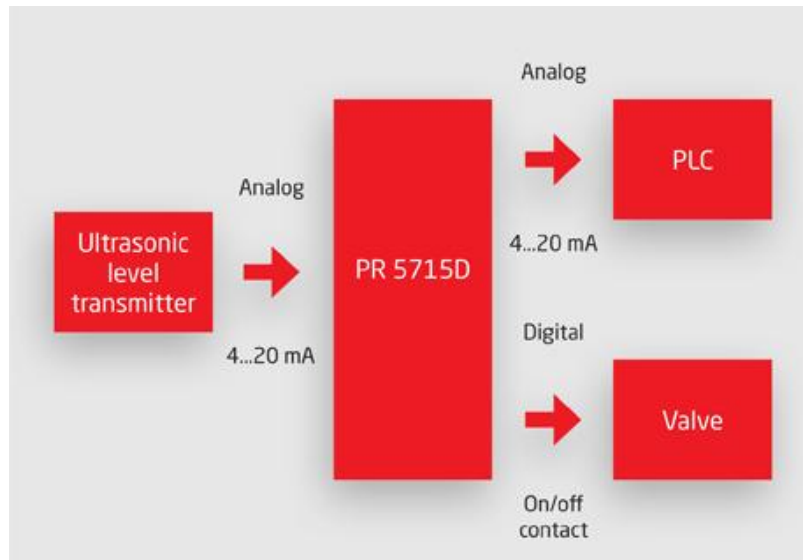 Ultrasonic
level
transmitter
Analog
4...20 mA
PR 5715D
Analog
4...20 mA
PLC
Digital
On/off
contact
Valve